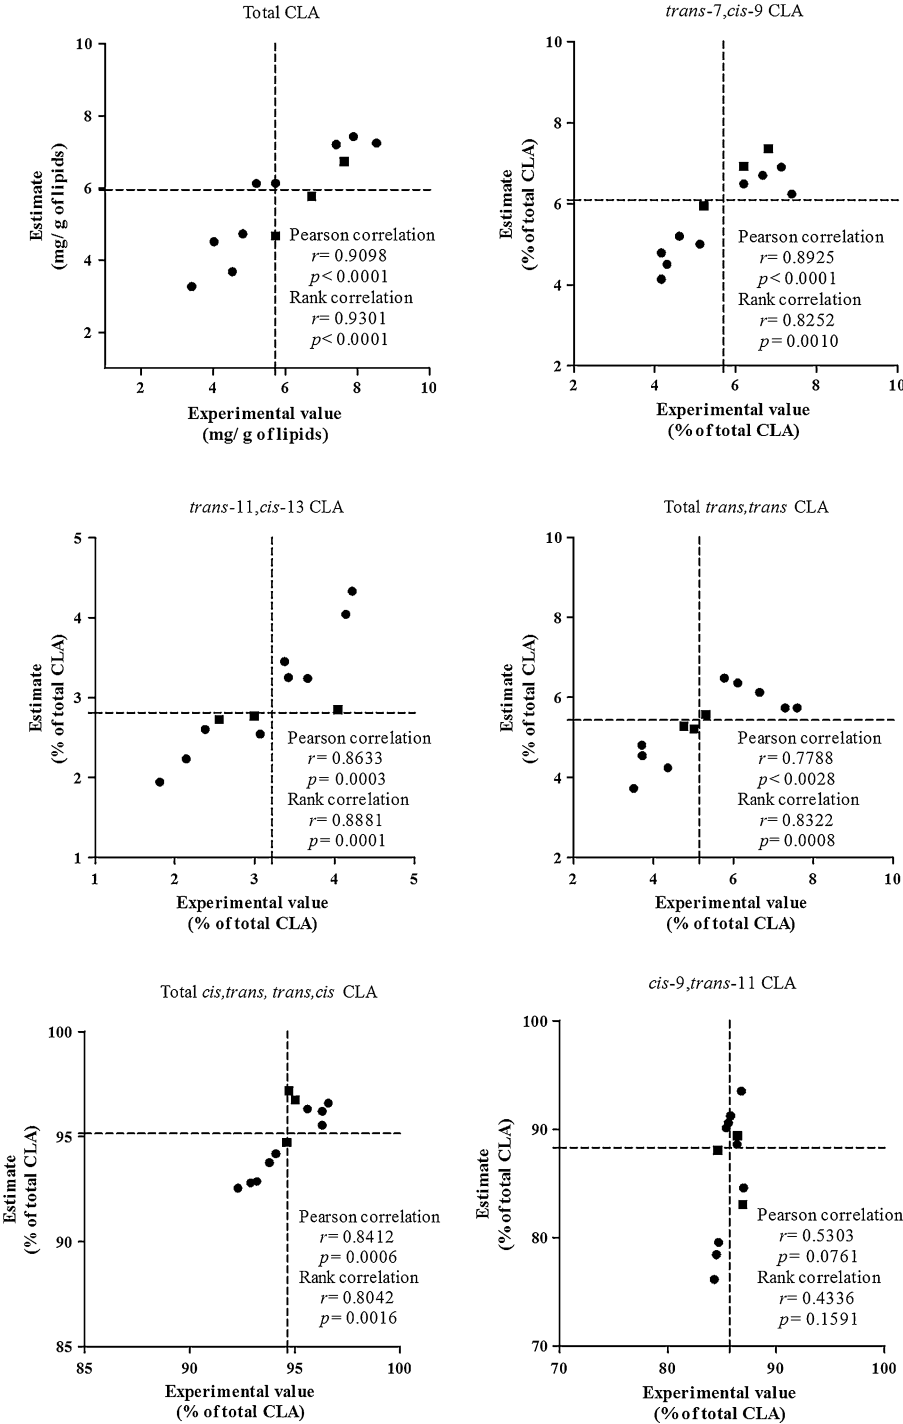 Total CLA
10
8
6
4
2
Estimate
(mg/ g of lipids)
Pearson correlation
r= 0.9098
p< 0.0001
Rank correlation
r= 0.9301
p< 0.0001
2 4 6 8 10
Experimental value
(mg/ g of lipids)
trans-7,cis-9 CLA
10
8
6
4
2
Estimate
(% of total CLA)
Pearson correlation
r= 0.8925
p< 0.0001
Rank correlation
r= 0.8252
p= 0.0010
2 4 6 8 10
Experimental value
(% of total CLA)
trans-11,cis-13 CLA
5
4
3
2
1
Estimate
(% of total CLA)
Pearson correlation
r= 0.8633
p= 0.0003
Rank correlation
r= 0.8881
p= 0.0001
1 2 3 4 5
Experimental value
(% of total CLA)
Total trans,trans CLA
10
8
6
4
2
Estimate
(% of total CLA)
Pearson correlation
r= 0.7788
p< 0.0028
Rank correlation
r= 0.8322
p= 0.0008
2 4 6 8 10
Experimental value
(% of total CLA)
Total cis,trans, trans,cis CLA
100
95
90
85
Estimate
(% of total CLA)
Pearson correlation
r= 0.8412
p= 0.0006
Rank correlation
r= 0.8042
p= 0.0016
85 90 95 100
Experimental value
(% of total CLA)
cis-9,trans-11 CLA
100
90
80
70
Estimate
(% of total CLA)
Pearson correlation
r= 0.5303
p= 0.0761
Rank correlation
r= 0.4336
p= 0.1591
70 80 90 100
Experimental value
(% of total CLA)